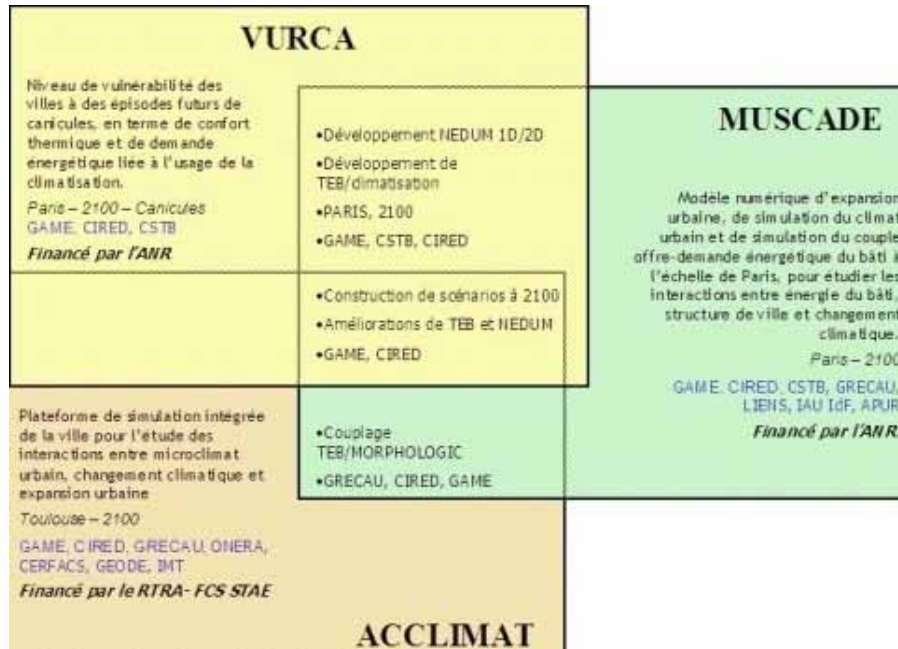 VURCA
Niveau de vulnérabilité des
villes à des épisodes futurs de
canicules, en terme de confort
thermique et de demande
énergétique liée à l'usage de la
climatisation.
Paris – 2100 – Canicules
GAME, CIRED, CSTB
Financé par l'ANR
•Développement NEDUM 1D/2D
•Développement de
TEB/climatisation
•PARIS, 2100
•GAME, CSTB, CIRED
•Construction de scénarios à 2100
•Améliorations de TEB et NEDUM
•GAME, CIRED
•Couplage
TEB/MORPHOLOGIC
•GRECAU, CIRED, GAME
MUSCADE
Modèle numérique d'expansion
urbaine, de simulation du climat
urbain et de simulation du couple
offre-demande énergétique du bâti à
l'échelle de Paris, pour étudier les
interactions entre énergie du bâti,
structure de ville et changement
climatique.
Paris – 2100
GAME, CIRED, CSTB, GRECAU,
LIENS, IAU IdF, APUR
Financé par l'ANR
Plateforme de simulation intégrée
de la ville pour l'étude des
interactions entre microclimat
urbain, changement climatique et
expansion urbaine
Toulouse – 2100
GAME, CIRED, GRECAU, ONERA,
CERFACS, GEODE, IMT
Financé par le RTRA- FCS STAE
ACCLIMAT